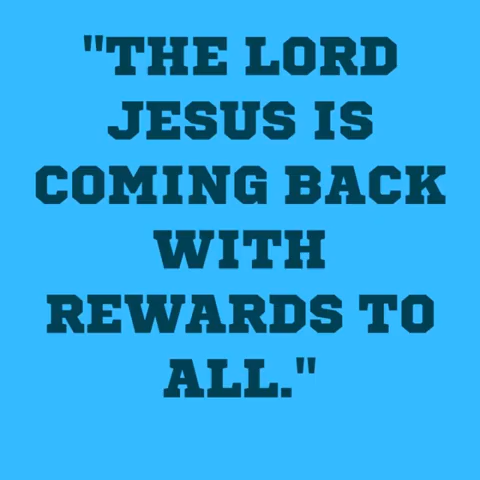 "THE LORD
JESUS IS
COMING BACK
WITH
REWARDS TO
ALL."